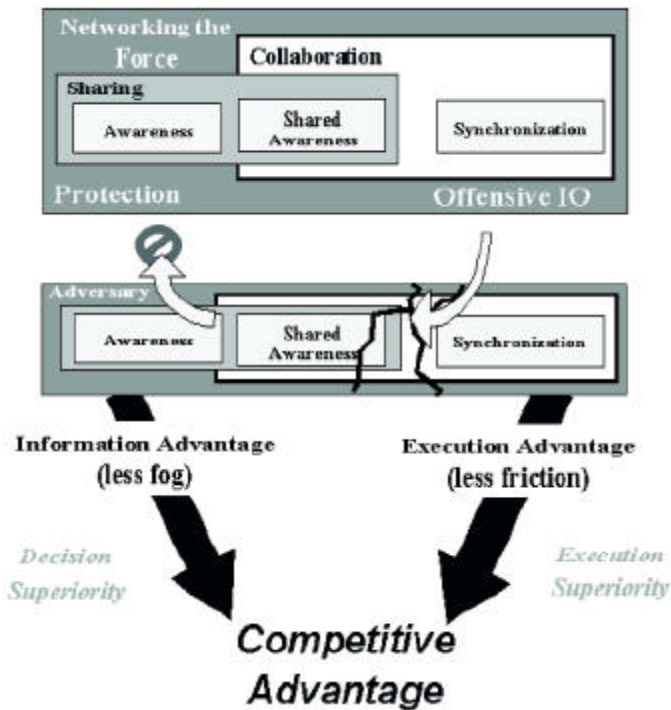 Networking the
Force
Collaboration
Sharing
Awareness
Shared
Awareness
Synchronization
Protection
Offensive IO
Adversary
Awareness
Shared
Awareness
Synchronization
Information Advantage
(less fog)
Execution Advantage
(less friction)
Decision
Superiority
Execution
Superiority
Competitive
Advantage